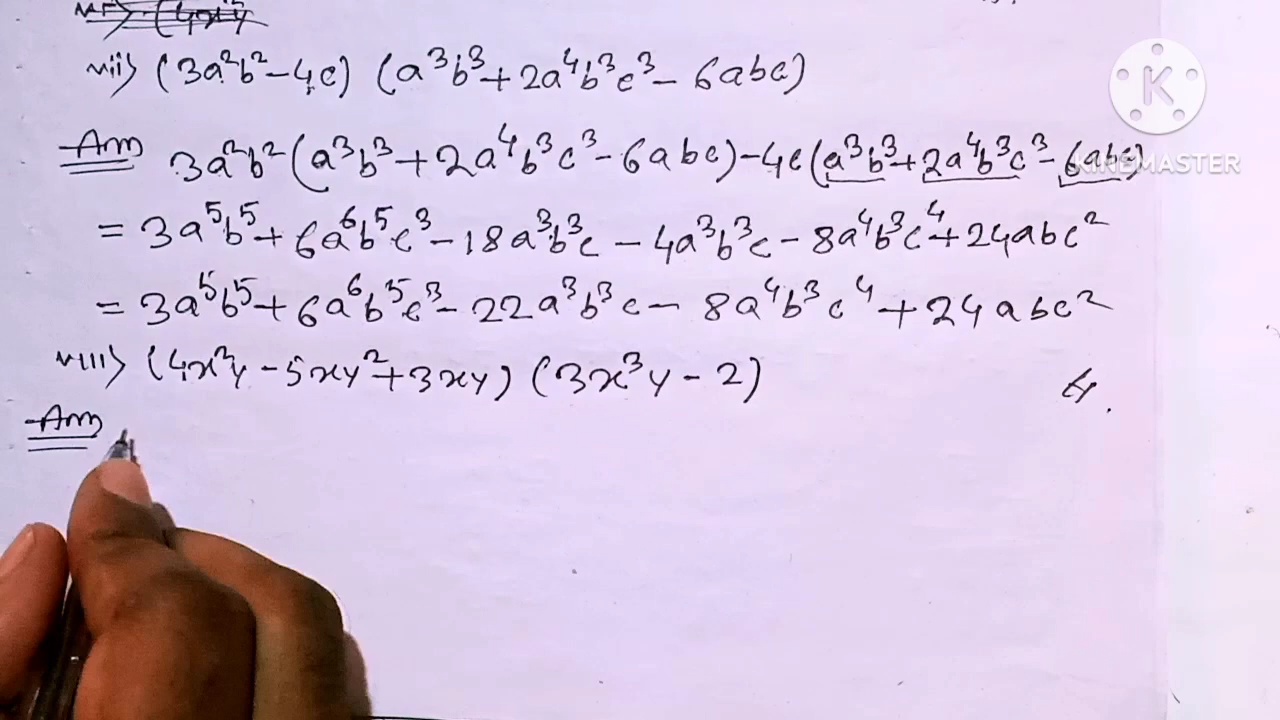 vii) (3a²b² - 4c) (a³b³ + 2a⁴b³c³ - 6abc)
Ans 3a²b² (a³b³ + 2a⁴b³c³ - 6abc) - 4c (a³b³ + 2a⁴b³c³ - 6abc)
= 3a⁵b⁵ + 6a⁶b⁵c³ - 18a³b³c - 4a³b³c - 8a⁴b³c⁴ + 24abc²
= 3a⁵b⁵ + 6a⁶b⁵c³ - 22a³b³c - 8a⁴b³c⁴ + 24abc²
viii) (4x²y - 5xy² + 3xy) (3x³y - 2)
Ans
K
KINEMASTER